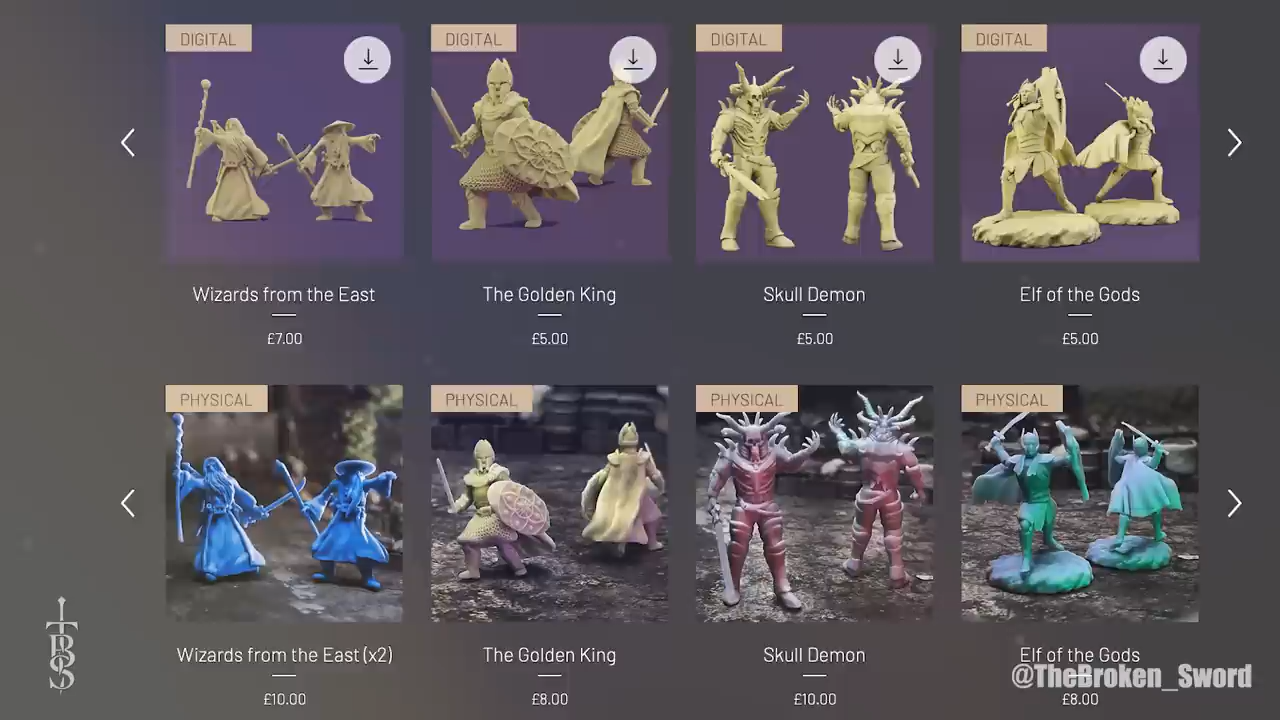 DIGITAL DIGITAL DIGITAL DIGITAL
Wizards from the East The Golden King Skull Demon Elf of the Gods
£7.00 £5.00 £5.00 £5.00
PHYSICAL PHYSICAL PHYSICAL PHYSICAL
Wizards from the East (x2) The Golden King Skull Demon Elf of the Gods
£10.00 £8.00 £10.00 £8.00
TBS
@TheBroken_Sword